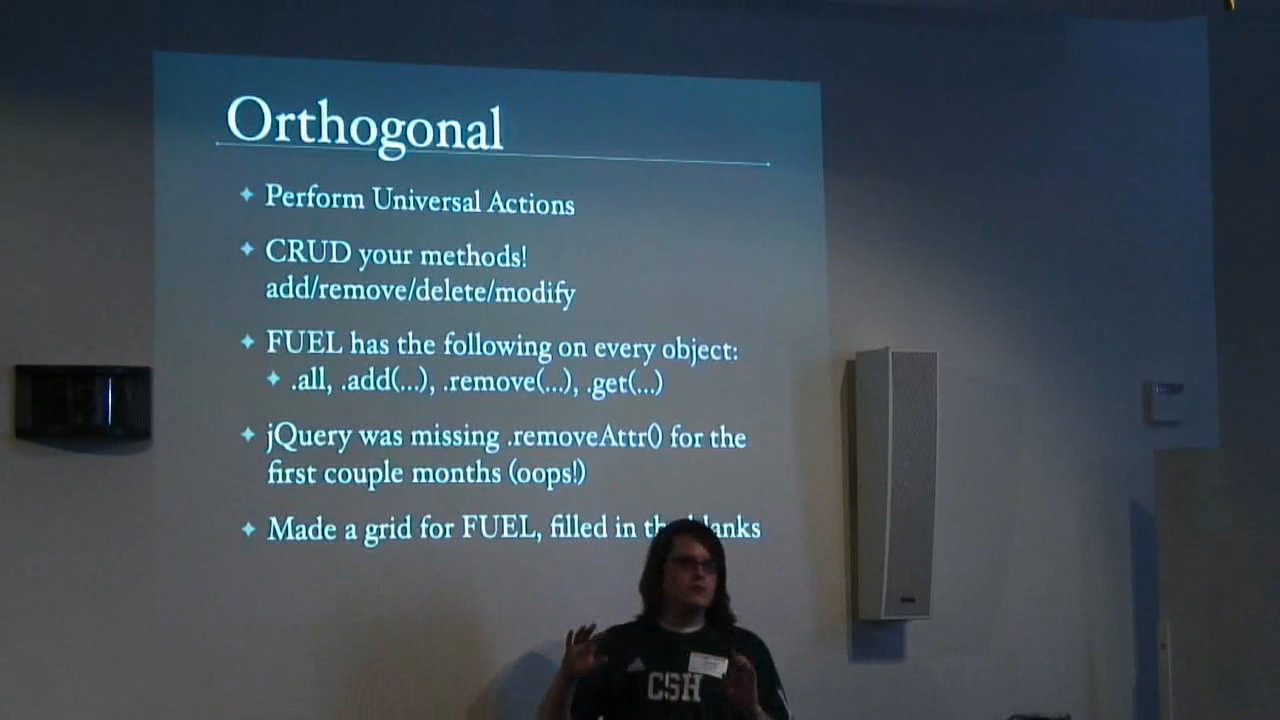 Orthogonal
Perform Universal Actions
CRUD your methods!
add/remove/delete/modify
FUEL has the following on every object:
.all, .add(...), .remove(...), .get(...)
jQuery was missing .removeAttr() for the
first couple months (oops!)
Made a grid for FUEL, filled in the blanks
CSH